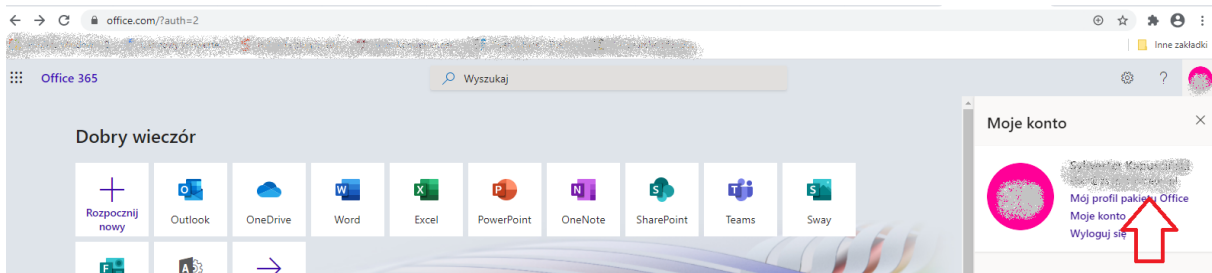 office.com/?auth=2
Inne zakładki
Office 365
Wyszukaj
?
Moje konto
Dobry wieczór
Rozpocznij
nowy
Outlook
OneDrive
Word
Excel
PowerPoint
OneNote
SharePoint
Teams
Sway
Mój profil pakietu Office
Moje konto
Wyloguj się